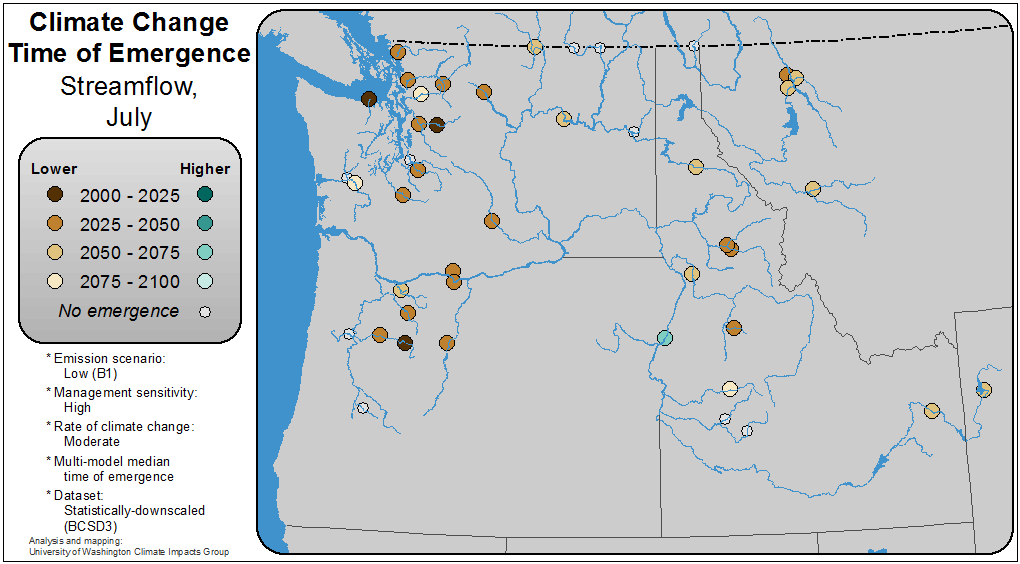 Climate Change
Time of Emergence
Streamflow,
July
Lower Higher
2000 - 2025
2025 - 2050
2050 - 2075
2075 - 2100
No emergence
* Emission scenario:
Low (B1)
* Management sensitivity:
High
* Rate of climate change:
Moderate
* Multi-model median
time of emergence
* Dataset:
Statistically-downscaled
(BCSD3)
Analysis and mapping:
University of Washington Climate Impacts Group